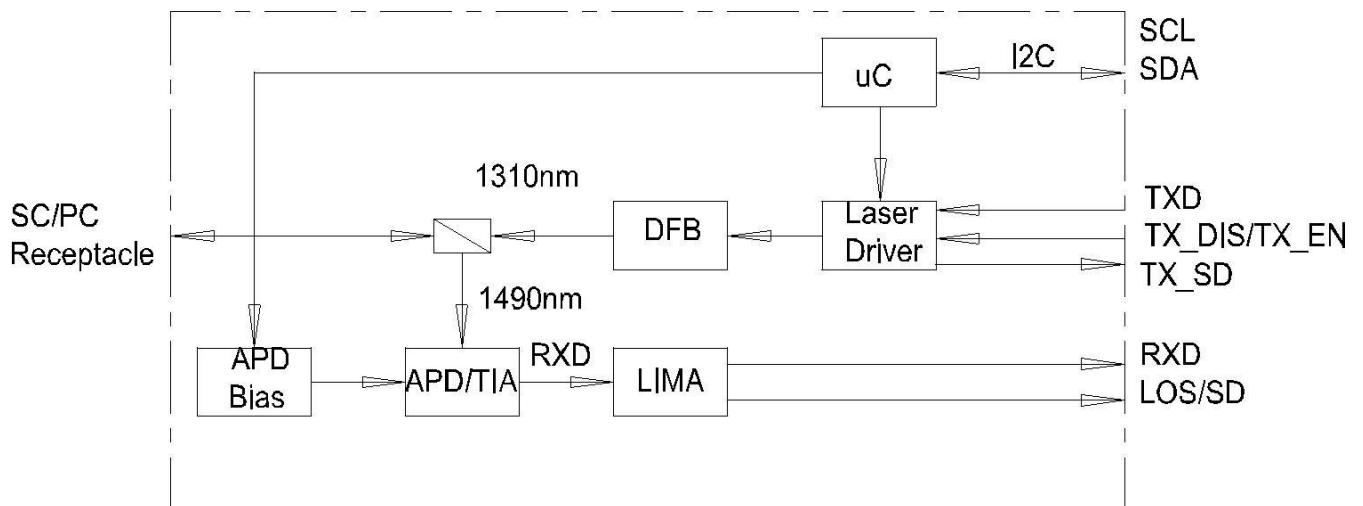 SCL
I2C
SDA
uC
1310nm
SC/PC
Receptacle
DFB
Laser
Driver
TXD
TX_DIS/TX_EN
TX_SD
1490nm
APD
Bias
APD/TIA
RXD
LIMA
RXD
LOS/SD